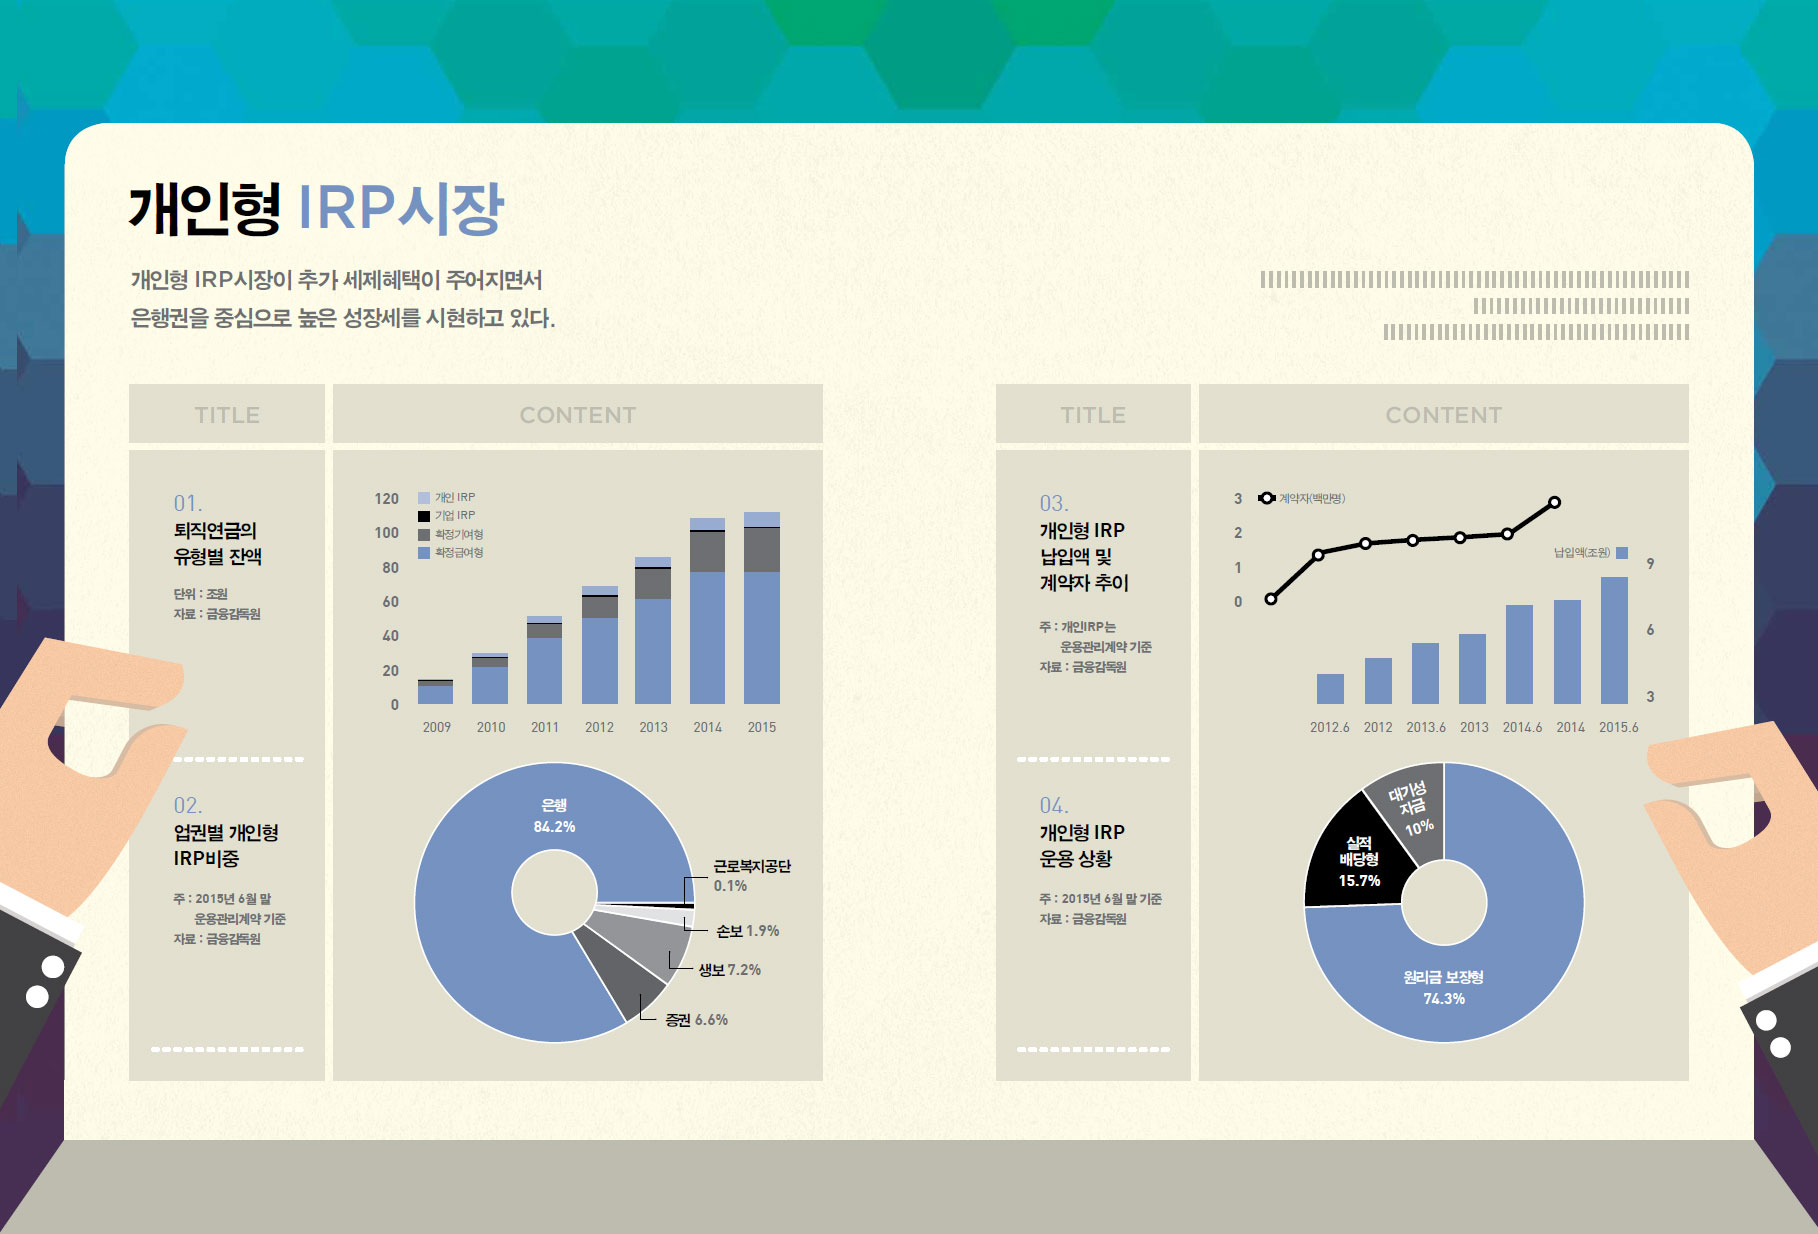 개인형 IRP시장
개인형 IRP시장이 추가 세제혜택이 주어지면서
은행권을 중심으로 높은 성장세를 시현하고 있다.
TITLE
CONTENT
01.
퇴직연금의
유형별 잔액
단위 : 조원
자료 : 금융감독원
120
100
80
60
40
20
0
개인 IRP
기업 IRP
확정기여형
확정급여형
2009 2010 2011 2012 2013 2014 2015
02.
업권별 개인형
IRP비중
주 : 2015년 6월 말
운용관리계약 기준
자료 : 금융감독원
은행
84.2%
근로복지공단
0.1%
손보 1.9%
생보 7.2%
증권 6.6%
TITLE
CONTENT
03.
개인형 IRP
납입액 및
계약자 추이
주 : 개인IRP는
운용관리계약 기준
자료 : 금융감독원
3
2
1
0
계약자(백만명)
납입액(조원)
9
6
3
2012.6 2012 2013.6 2013 2014.6 2014 2015.6
04.
개인형 IRP
운용 상황
주 : 2015년 6월 말 기준
자료 : 금융감독원
대기성
자금
10%
실적
배당형
15.7%
원리금 보장형
74.3%